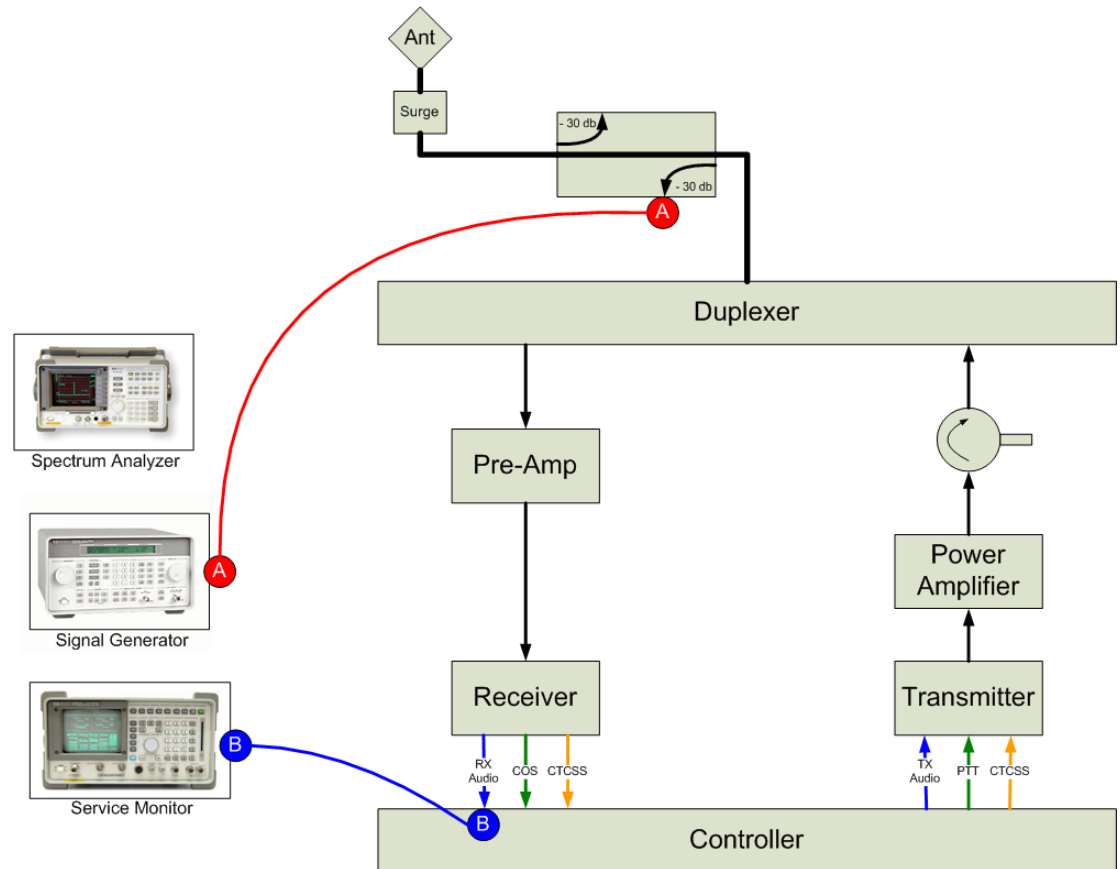 Ant
Surge
- 30 db
- 30 db
A
Duplexer
Spectrum Analyzer
Pre-Amp
A
Signal Generator
Power
Amplifier
Receiver
Transmitter
B
Service Monitor
RX
Audio
COS
CTCSS
TX
Audio
PTT
CTCSS
B
Controller